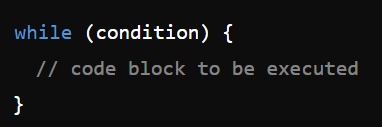 while (condition) {
  // code block to be executed
}